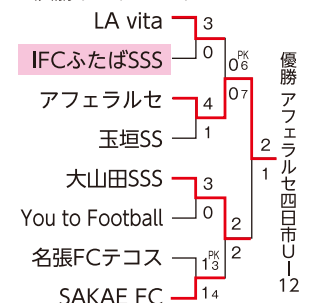 LA vita 3
IFCふたばSSS 0
0 PK 6
0 7
アフェラルセ 4
玉垣SS 1
2
1
大山田SSS 3
You to Football 0
2
2
名張FCテコス 1 PK 3
SAKAE FC 1 4
優勝 アフェラルセ四日市U-12